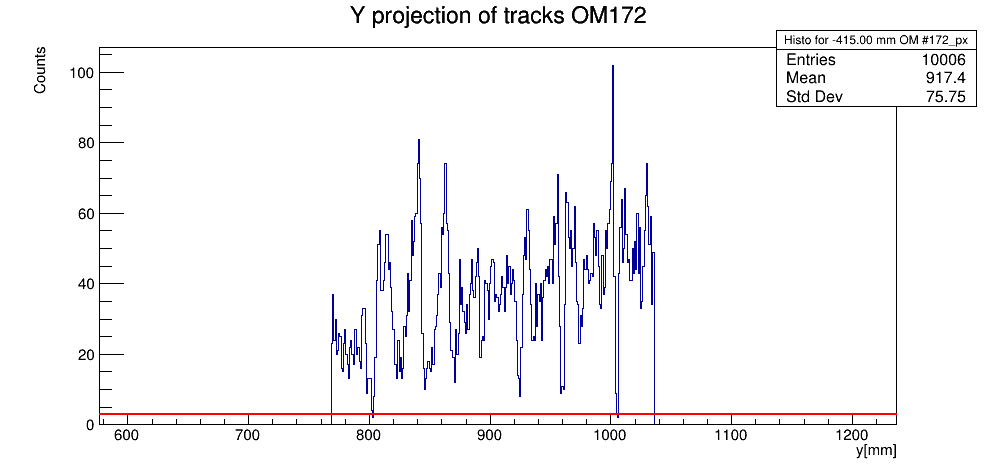 Y projection of tracks OM172
Histo for -415.00 mm OM #172_px
Entries 10006
Mean 917.4
Std Dev 75.75
Counts
100
80
60
40
20
0
600 700 800 900 1000 1100 1200
y[mm]